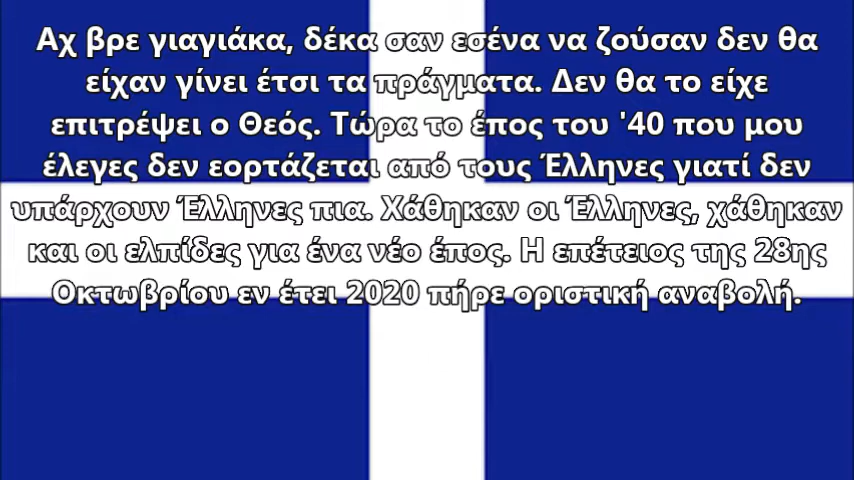 Αχ βρε γιαγιάκα, δέκα σαν εσένα να ζούσαν δεν θα
είχαν γίνει έτσι τα πράγματα. Δεν θα το είχε
επιτρέψει ο Θεός. Τώρα το έπος του '40 που μου
έλεγες δεν εορτάζεται από τους Έλληνες γιατί δεν
υπάρχουν Έλληνες πια. Χάθηκαν οι Έλληνες, χάθηκαν
και οι ελπίδες για ένα νέο έπος. Η επέτειος της 28ης
Οκτωβρίου εν έτει 2020 πήρε οριστική αναβολή.